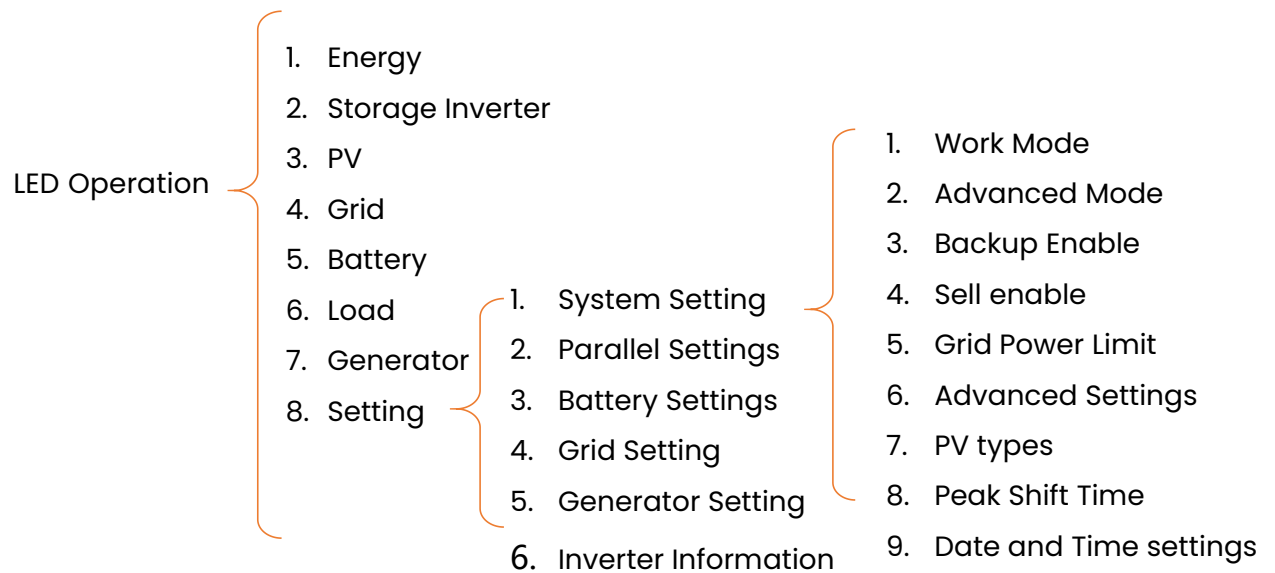 LED Operation
1. Energy
2. Storage Inverter
3. PV
4. Grid
5. Battery
6. Load
7. Generator
8. Setting
1. System Setting
2. Parallel Settings
3. Battery Settings
4. Grid Setting
5. Generator Setting
6. Inverter Information
1. Work Mode
2. Advanced Mode
3. Backup Enable
4. Sell enable
5. Grid Power Limit
6. Advanced Settings
7. PV types
8. Peak Shift Time
9. Date and Time settings